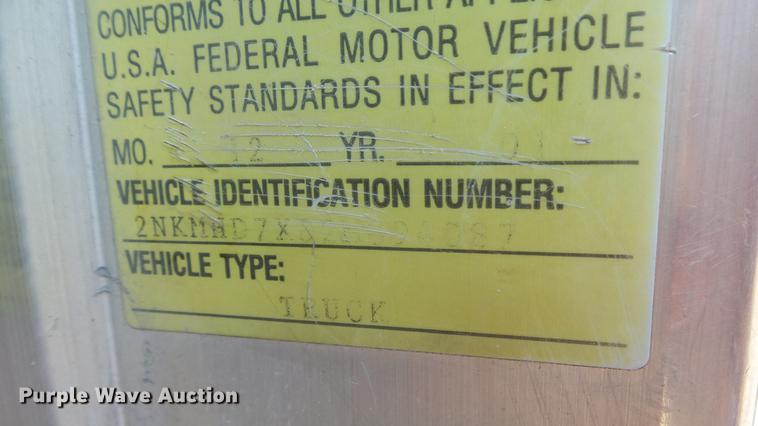 CONFORMS TO ALL OTHER
U.S.A. FEDERAL MOTOR VEHICLE
SAFETY STANDARDS IN EFFECT IN:
MO. 12 YR.
VEHICLE IDENTIFICATION NUMBER:
VEHICLE TYPE:
TRUCK
Purple Wave Auction